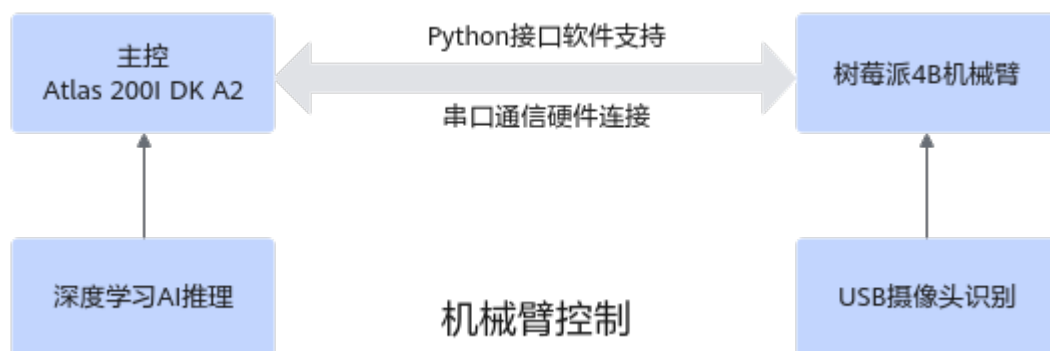 主控
Atlas 200I DK A2
Python接口软件支持
串口通信硬件连接
树莓派4B机械臂
深度学习AI推理
机械臂控制
USB摄像头识别